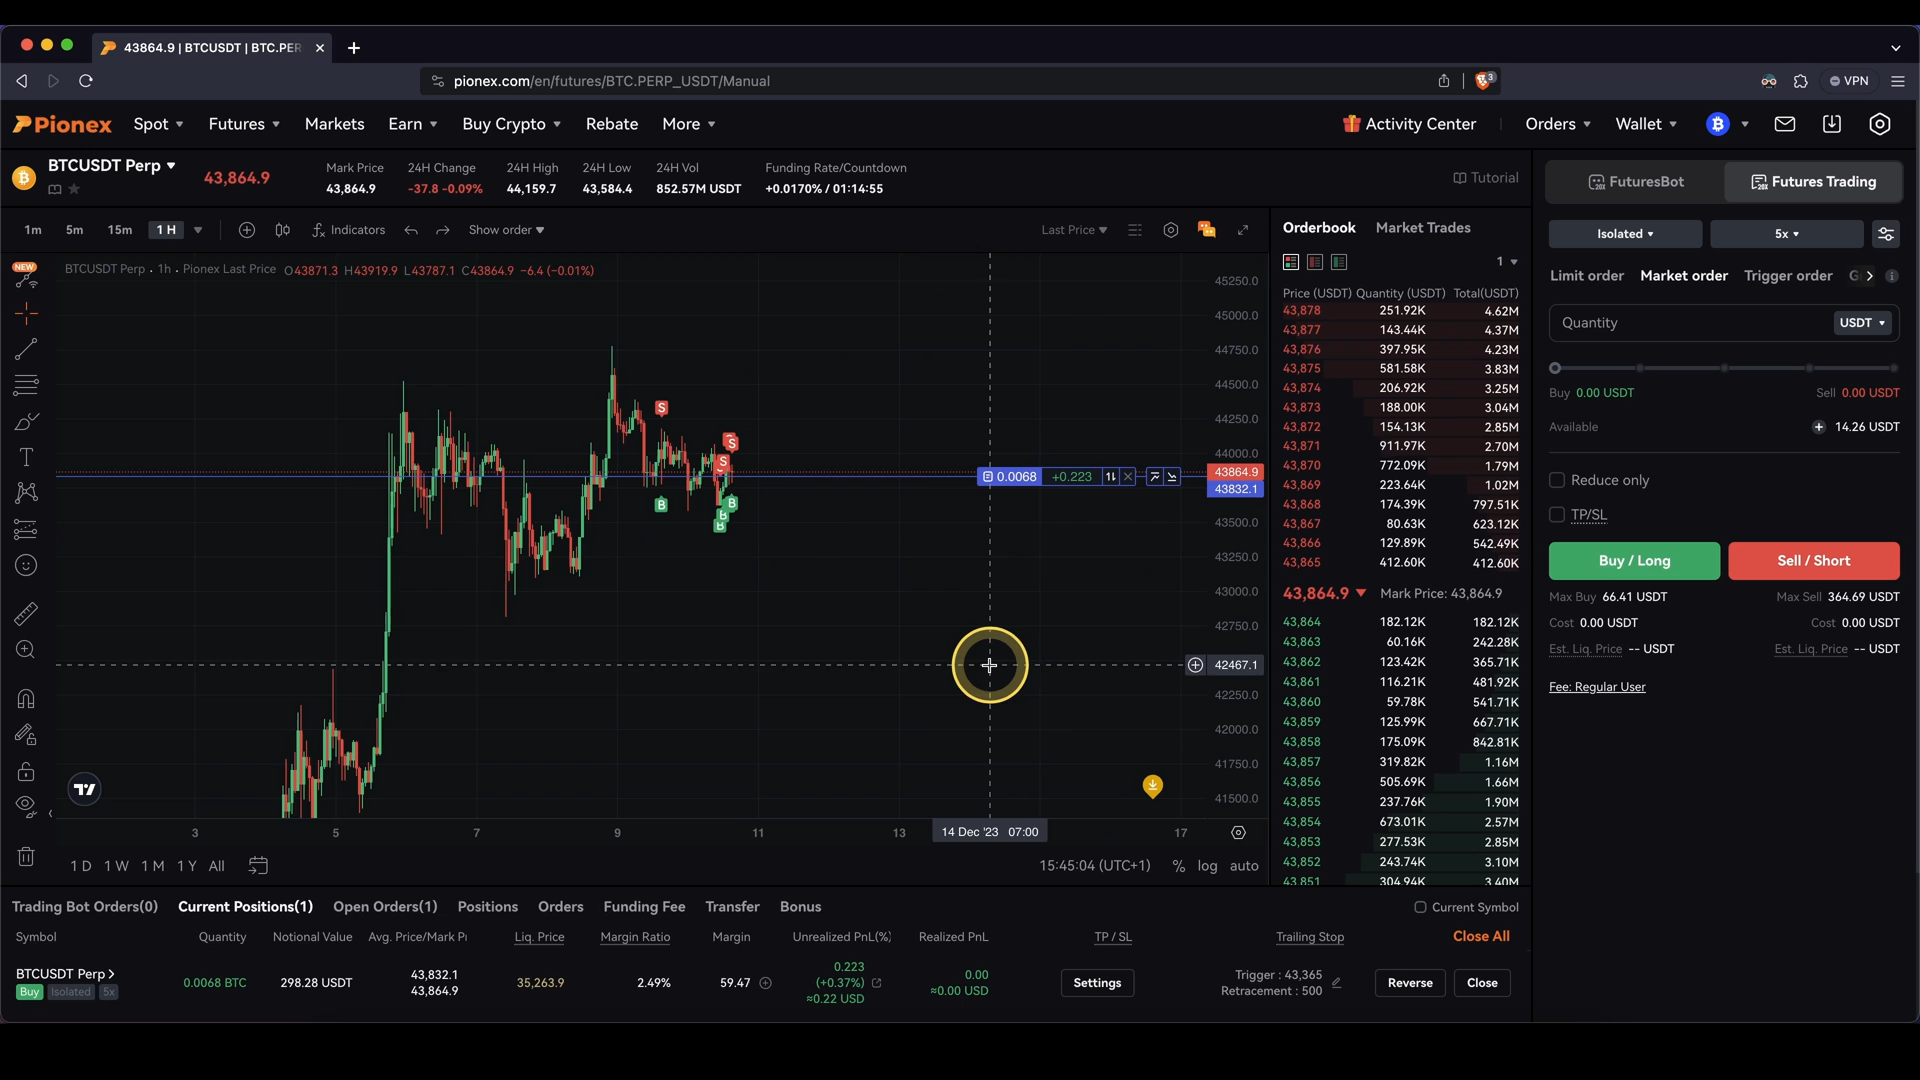 43864.9 | BTCUSDT | BTC.PER
pionex.com/en/futures/BTC.PERP_USDT/Manual
3
VPN
Pionex Spot Futures Markets Earn Buy Crypto Rebate More Activity Center Orders Wallet
BTCUSDT Perp
43,864.9
Mark Price 24H Change 24H High 24H Low 24H Vol Funding Rate/Countdown
43,864.9 -37.8 -0.09% 44,159.7 43,584.4 852.57M USDT +0.0170% / 01:14:55
Tutorial
1m 5m 15m 1 H Indicators Show order Last Price
NEW
BTCUSDT Perp · 1h · Pionex Last Price O43871.3 H43919.9 L43787.1 C43864.9 −6.4 (−0.01%)
45250.0
45000.0
44750.0
44500.0
44250.0
44000.0
43864.9
43832.1
43500.0
43250.0
43000.0
42750.0
42467.1
42250.0
42000.0
41750.0
41500.0
S
S
S
B
B
B
B
0.0068 +0.223
3 5 7 9 11 13 14 Dec '23 07:00 17
1 D 1 W 1 M 1 Y All
15:45:04 (UTC+1) % log auto
Orderbook Market Trades
1
Price (USDT) Quantity (USDT) Total(USDT)
43,878 251.92K 4.62M
43,877 143.44K 4.37M
43,876 397.95K 4.23M
43,875 581.58K 3.83M
43,874 206.92K 3.25M
43,873 188.00K 3.04M
43,872 154.13K 2.85M
43,871 911.97K 2.70M
43,870 772.09K 1.79M
43,869 223.64K 1.02M
43,868 174.39K 797.51K
43,867 80.63K 623.12K
43,866 129.89K 542.49K
43,865 412.60K 412.60K
43,864.9 Mark Price: 43,864.9
43,864 182.12K 182.12K
43,863 60.16K 242.28K
43,862 123.42K 365.71K
43,861 116.21K 481.92K
43,860 59.78K 541.71K
43,859 125.99K 667.71K
43,858 175.09K 842.81K
43,857 319.82K 1.16M
43,856 505.69K 1.66M
43,855 237.76K 1.90M
43,854 673.01K 2.57M
43,853 277.53K 2.85M
43,852 243.74K 3.10M
43,851 304.94K 3.40M
FuturesBot Futures Trading
Isolated 5x
Limit order Market order Trigger order G
Quantity USDT
Buy 0.00 USDT Sell 0.00 USDT
Available 14.26 USDT
Reduce only
TP/SL
Buy / Long Sell / Short
Max Buy 66.41 USDT Max Sell 364.69 USDT
Cost 0.00 USDT Cost 0.00 USDT
Est. Liq. Price -- USDT Est. Liq. Price -- USDT
Fee: Regular User
Trading Bot Orders(0) Current Positions(1) Open Orders(1) Positions Orders Funding Fee Transfer Bonus Current Symbol
Symbol Quantity Notional Value Avg. Price/Mark Pr Liq. Price Margin Ratio Margin Unrealized PnL(%) Realized PnL TP / SL Trailing Stop Close All
BTCUSDT Perp
Buy Isolated 5x
0.0068 BTC 298.28 USDT
43,832.1
43,864.9
35,263.9 2.49% 59.47
0.223
(+0.37%)
≈0.22 USD
0.00
≈0.00 USD
Settings
Trigger : 43,365
Retracement : 500
Reverse Close